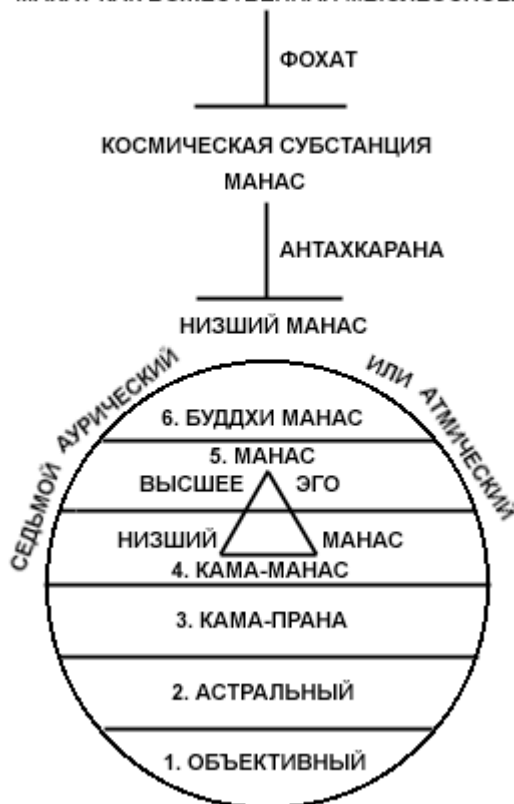 ФОХАТ
КОСМИЧЕСКАЯ СУБСТАНЦИЯ
МАНАС
АНТАХКАРАНА
НИЗШИЙ МАНАС
СЕДЬМОЙ АУРИЧЕСКИЙ
ИЛИ АТМИЧЕСКИЙ
6. БУДДХИ МАНАС
5. МАНАС
ВЫСШЕЕ ЭГО
НИЗШИЙ МАНАС
4. КАМА-МАНАС
3. КАМА-ПРАНА
2. АСТРАЛЬНЫЙ
1. ОБЪЕКТИВНЫЙ